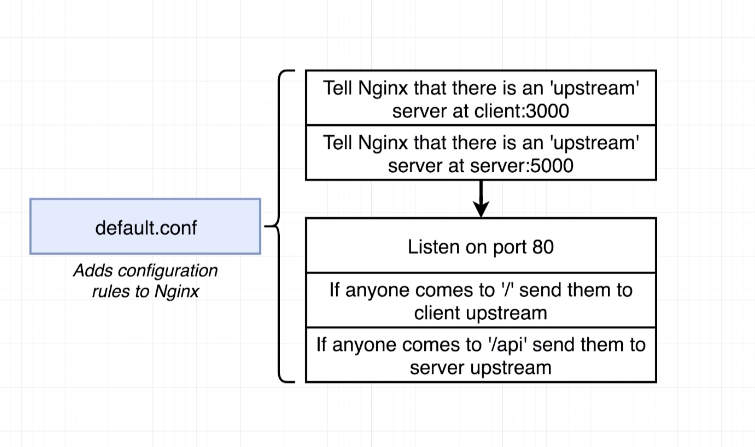 Tell Nginx that there is an 'upstream'
server at client:3000
Tell Nginx that there is an 'upstream'
server at server:5000
default.conf
Adds configuration
rules to Nginx
Listen on port 80
If anyone comes to '/' send them to
client upstream
If anyone comes to '/api' send them to
server upstream